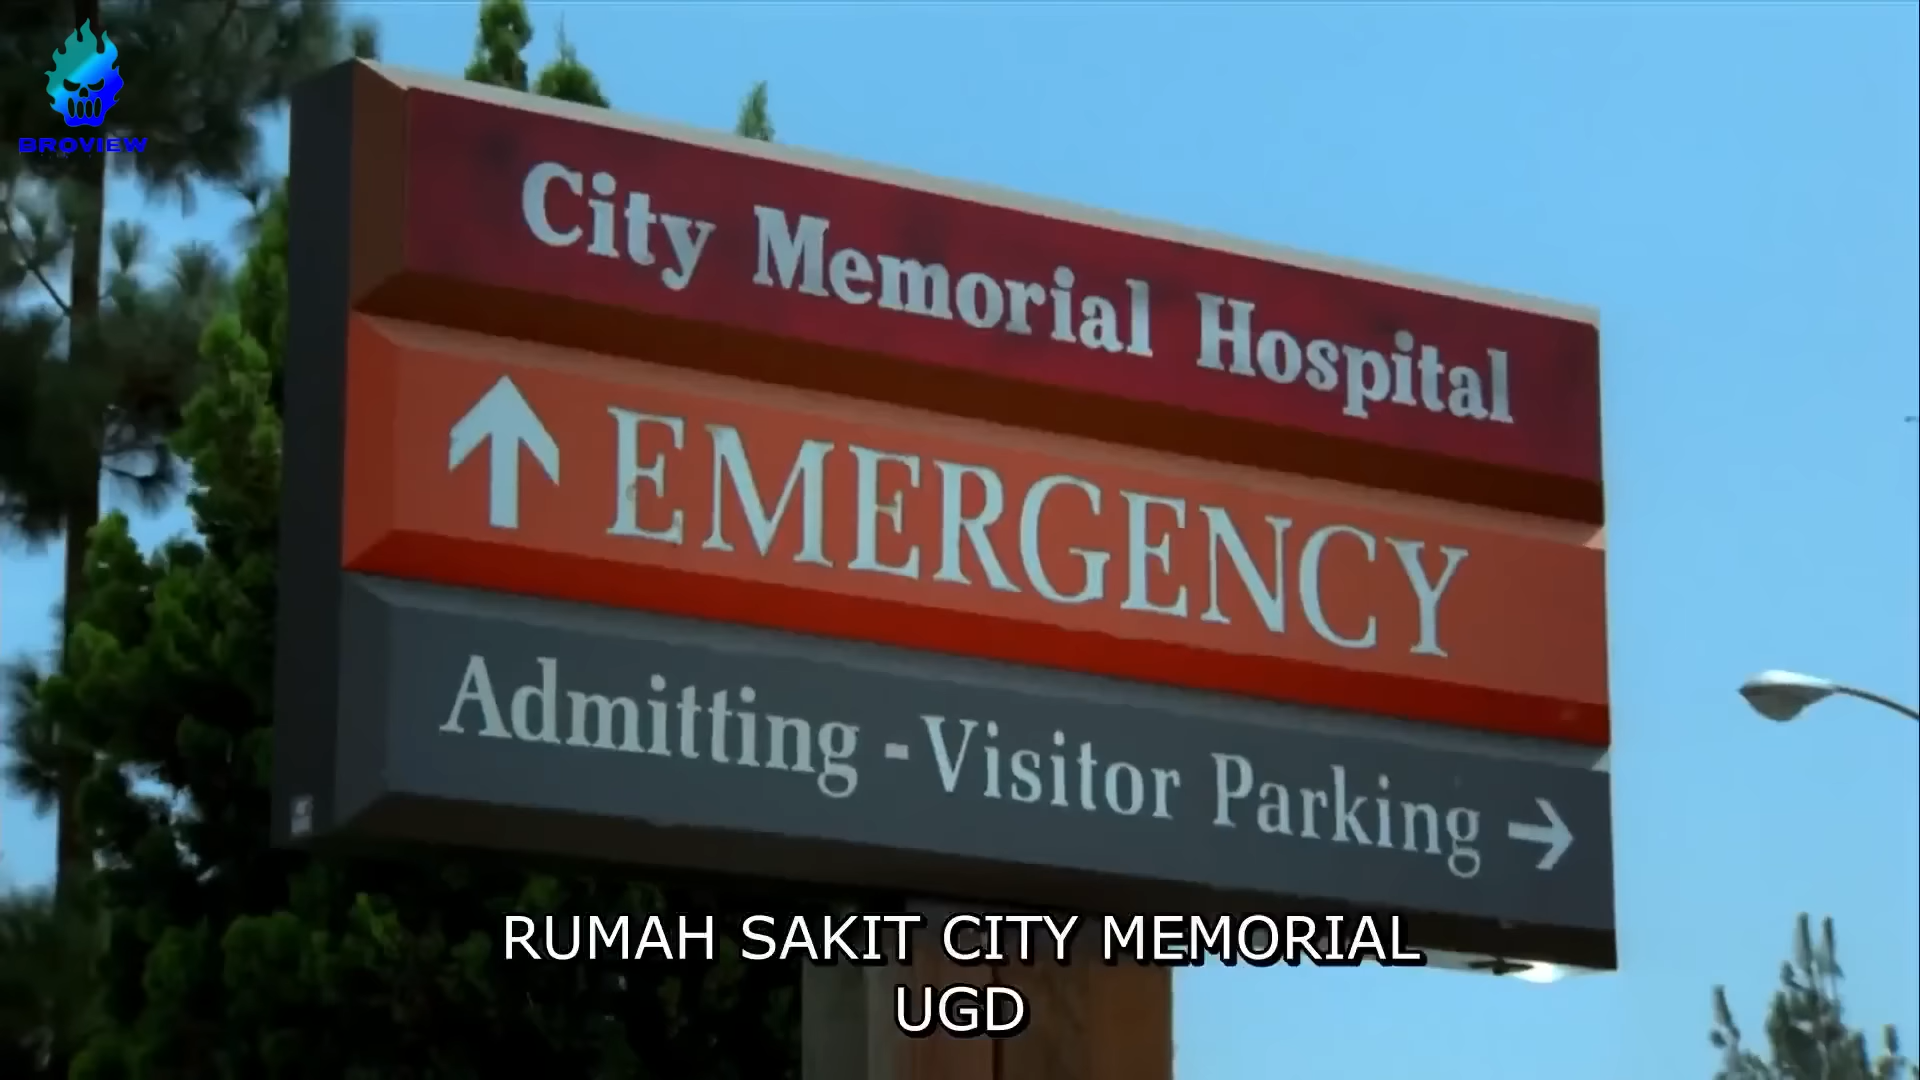 BROVIEW
City Memorial Hospital
↑ EMERGENCY
Admitting - Visitor Parking →
RUMAH SAKIT CITY MEMORIAL
UGD